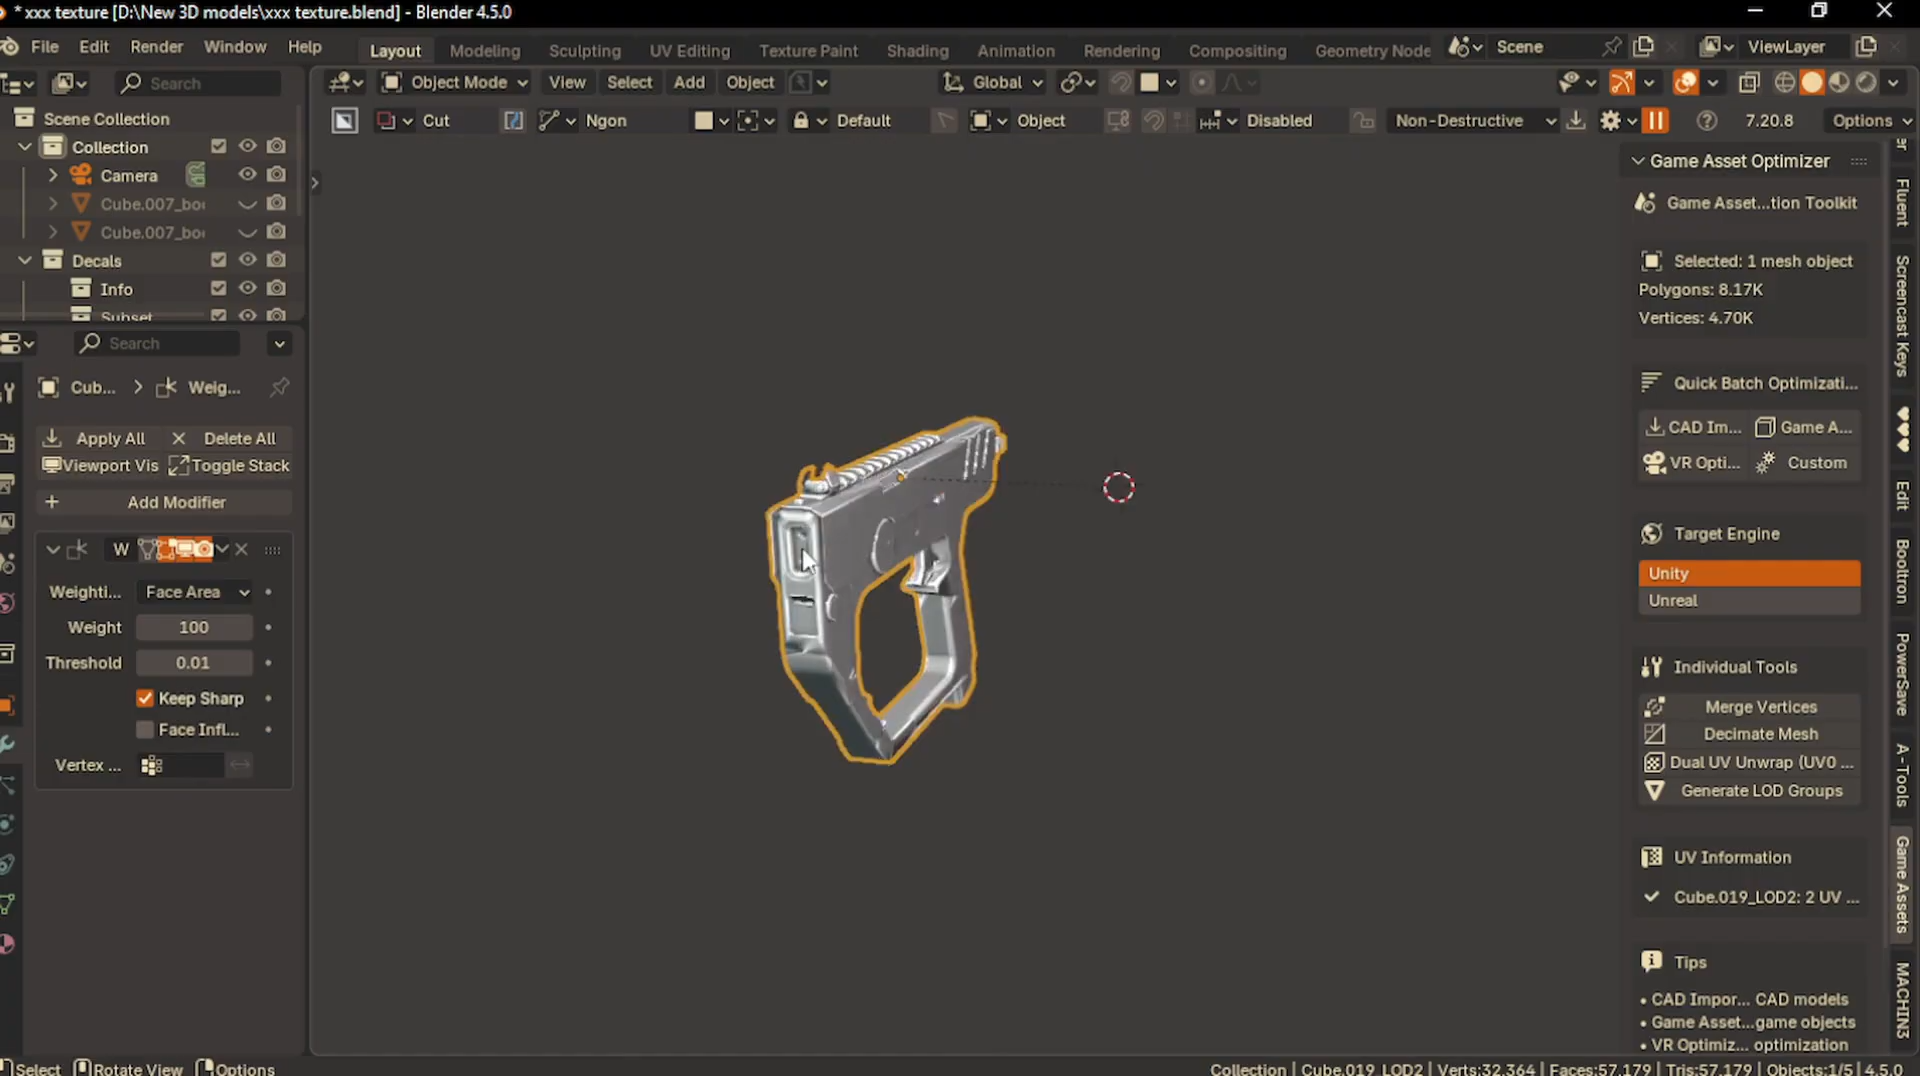 * xxx texture [D:\New 3D models\xxx texture.blend] - Blender 4.5.0
File Edit Render Window Help
Layout Modeling Sculpting UV Editing Texture Paint Shading Animation Rendering Compositing Geometry Node
Scene
ViewLayer
Search
Object Mode View Select Add Object
Global
Cut
Ngon
Default
Object
Disabled
Non-Destructive
7.20.8
Options
Scene Collection
Collection
Camera
Cube.007_bo
Cube.007_bo
Decals
Info
Subset
Search
Cub... > Weig...
Apply All
Delete All
Viewport Vis
Toggle Stack
Add Modifier
W
Weighti... Face Area
Weight 100
Threshold 0.01
Keep Sharp
Face Infl...
Vertex ...
Game Asset Optimizer
Game Asset...tion Toolkit
Selected: 1 mesh object
Polygons: 8.17K
Vertices: 4.70K
Quick Batch Optimizati...
CAD Im...
Game A...
VR Opti...
Custom
Target Engine
Unity
Unreal
Individual Tools
Merge Vertices
Decimate Mesh
Dual UV Unwrap (UV0 ...
Generate LOD Groups
UV Information
Cube.019_LOD2: 2 UV ...
Tips
• CAD Impor... CAD models
• Game Asset...game objects
• VR Optimiz... optimization
er
Fluent
Screencast Keys
♥♥♥
Edit
Booltron
PowerSave
A-Tools
Game Assets
MACHIN3
Select
Rotate View
Options
Collection | Cube.019_LOD2 | Verts:32,364 | Faces:57,179 | Tris:57,179 | Objects:1/5 | 4.5.0